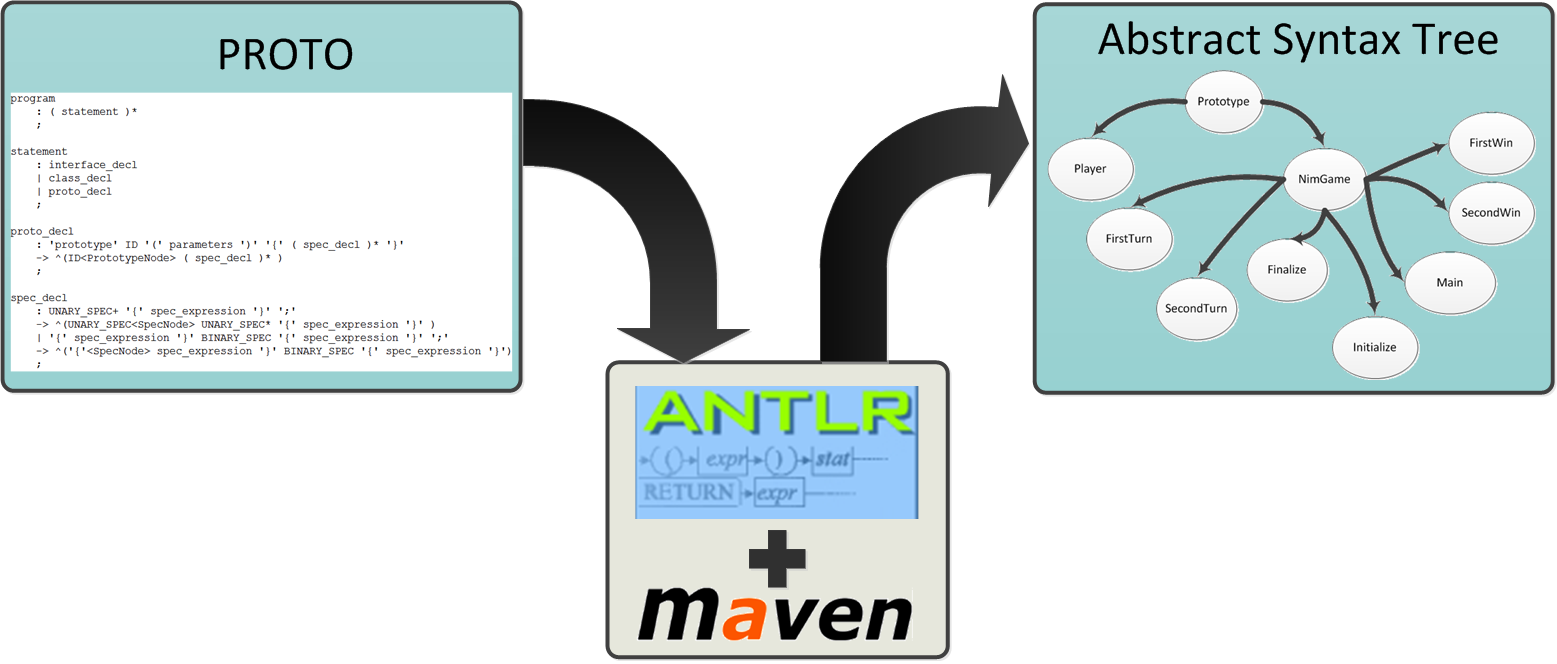 PROTO
program
    : ( statement )*
    ;
statement
    : interface_decl
    | class_decl
    | proto_decl
    ;
proto_decl
    : 'prototype' ID '(' parameters ')' '{' ( spec_decl )* '}'
    -> ^(ID<PrototypeNode> ( spec_decl )* )
    ;
spec_decl
    : UNARY_SPEC+ '{' spec_expression '}' ';'
    -> ^(UNARY_SPEC<SpecNode> UNARY_SPEC* '{' spec_expression '}' )
    | '{' spec_expression '}' BINARY_SPEC '{' spec_expression '}' ';'
    -> ^('{'<SpecNode> spec_expression '}' BINARY_SPEC '{' spec_expression '}')
    ;
ANTLR
( ( ) expr ( ) ) stat
RETURN expr
maven
Abstract Syntax Tree
Prototype
Player
NimGame
FirstWin
SecondWin
FirstTurn
Finalize
Main
SecondTurn
Initialize